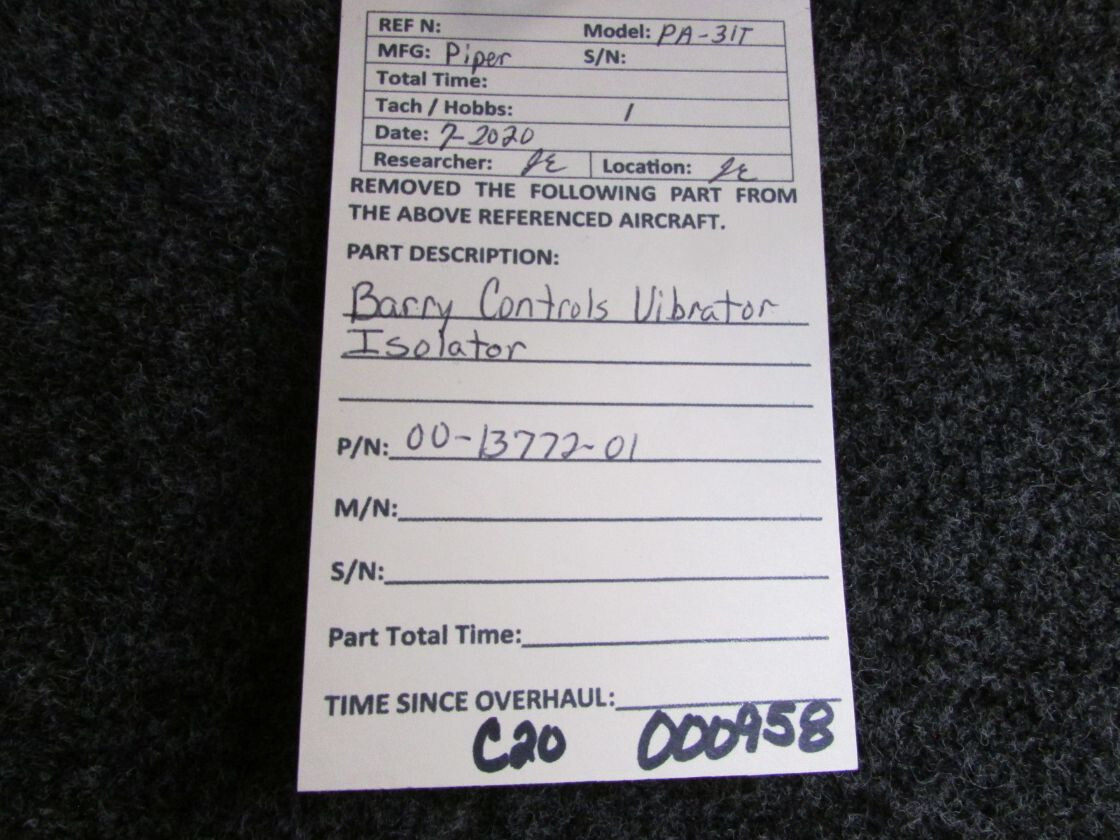 REF N: Model: PA-31T
MFG: Piper S/N:
Total Time:
Tach / Hobbs: /
Date: 7-2020
Researcher: JE Location: JE
REMOVED THE FOLLOWING PART FROM
THE ABOVE REFERENCED AIRCRAFT.
PART DESCRIPTION:
Barry Controls Vibrator
Isolator
P/N: 00-13772-01
M/N:
S/N:
Part Total Time:
TIME SINCE OVERHAUL:
C20 000958